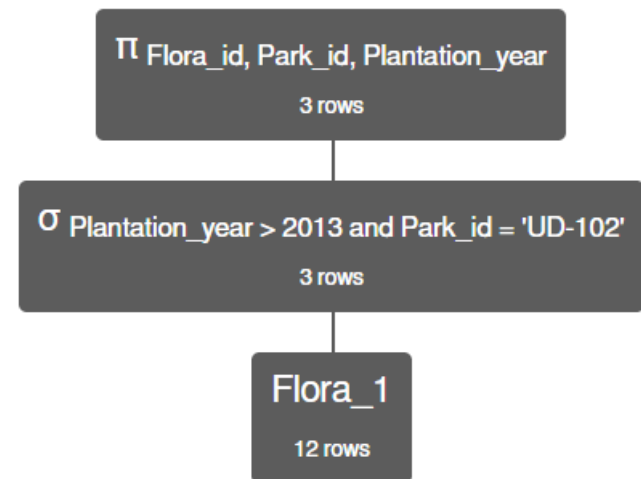 π Flora_id, Park_id, Plantation_year
3 rows
σ Plantation_year > 2013 and Park_id = 'UD-102'
3 rows
Flora_1
12 rows